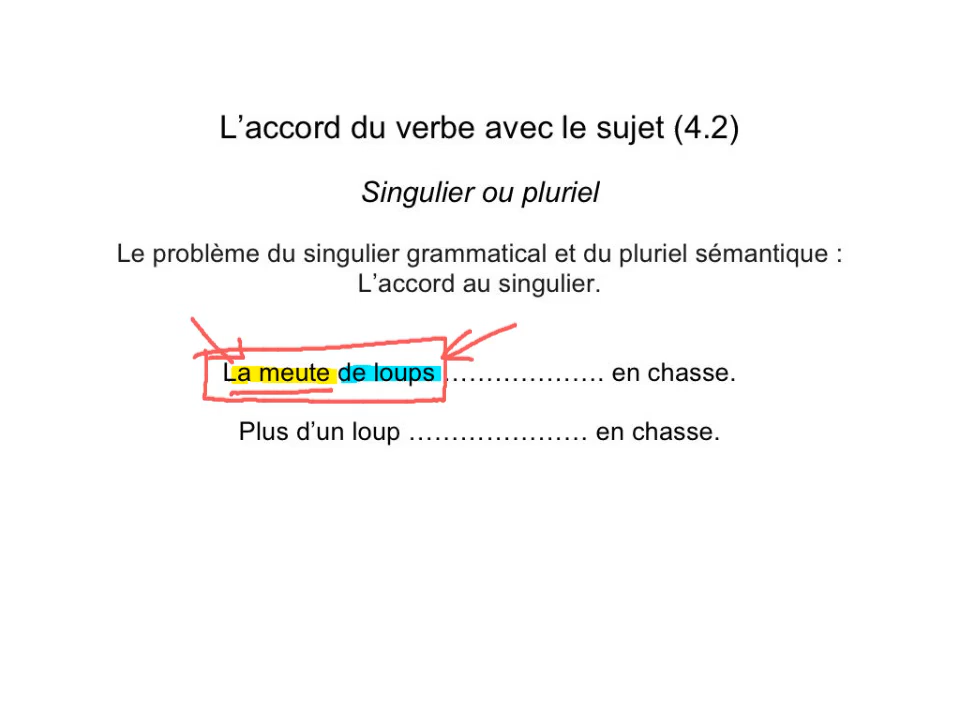 L’accord du verbe avec le sujet (4.2)
Singulier ou pluriel
Le problème du singulier grammatical et du pluriel sémantique :
L’accord au singulier.
La meute de loups ………………. en chasse.
Plus d’un loup ………………… en chasse.